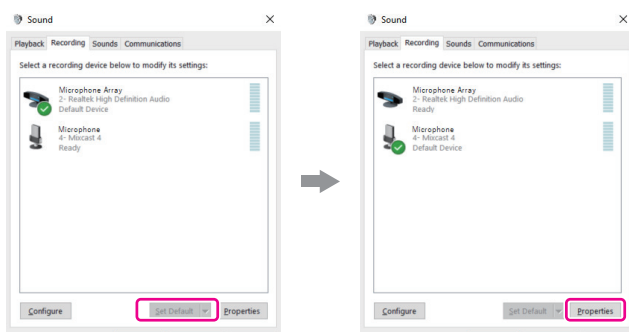 Sound
Playback Recording Sounds Communications
Select a recording device below to modify its settings:
Microphone Array
2- Realtek High Definition Audio
Default Device
Microphone
4- Mixcast 4
Ready
Configure Set Default Properties
Sound
Playback Recording Sounds Communications
Select a recording device below to modify its settings:
Microphone Array
2- Realtek High Definition Audio
Ready
Microphone
4- Mixcast 4
Default Device
Configure Set Default Properties